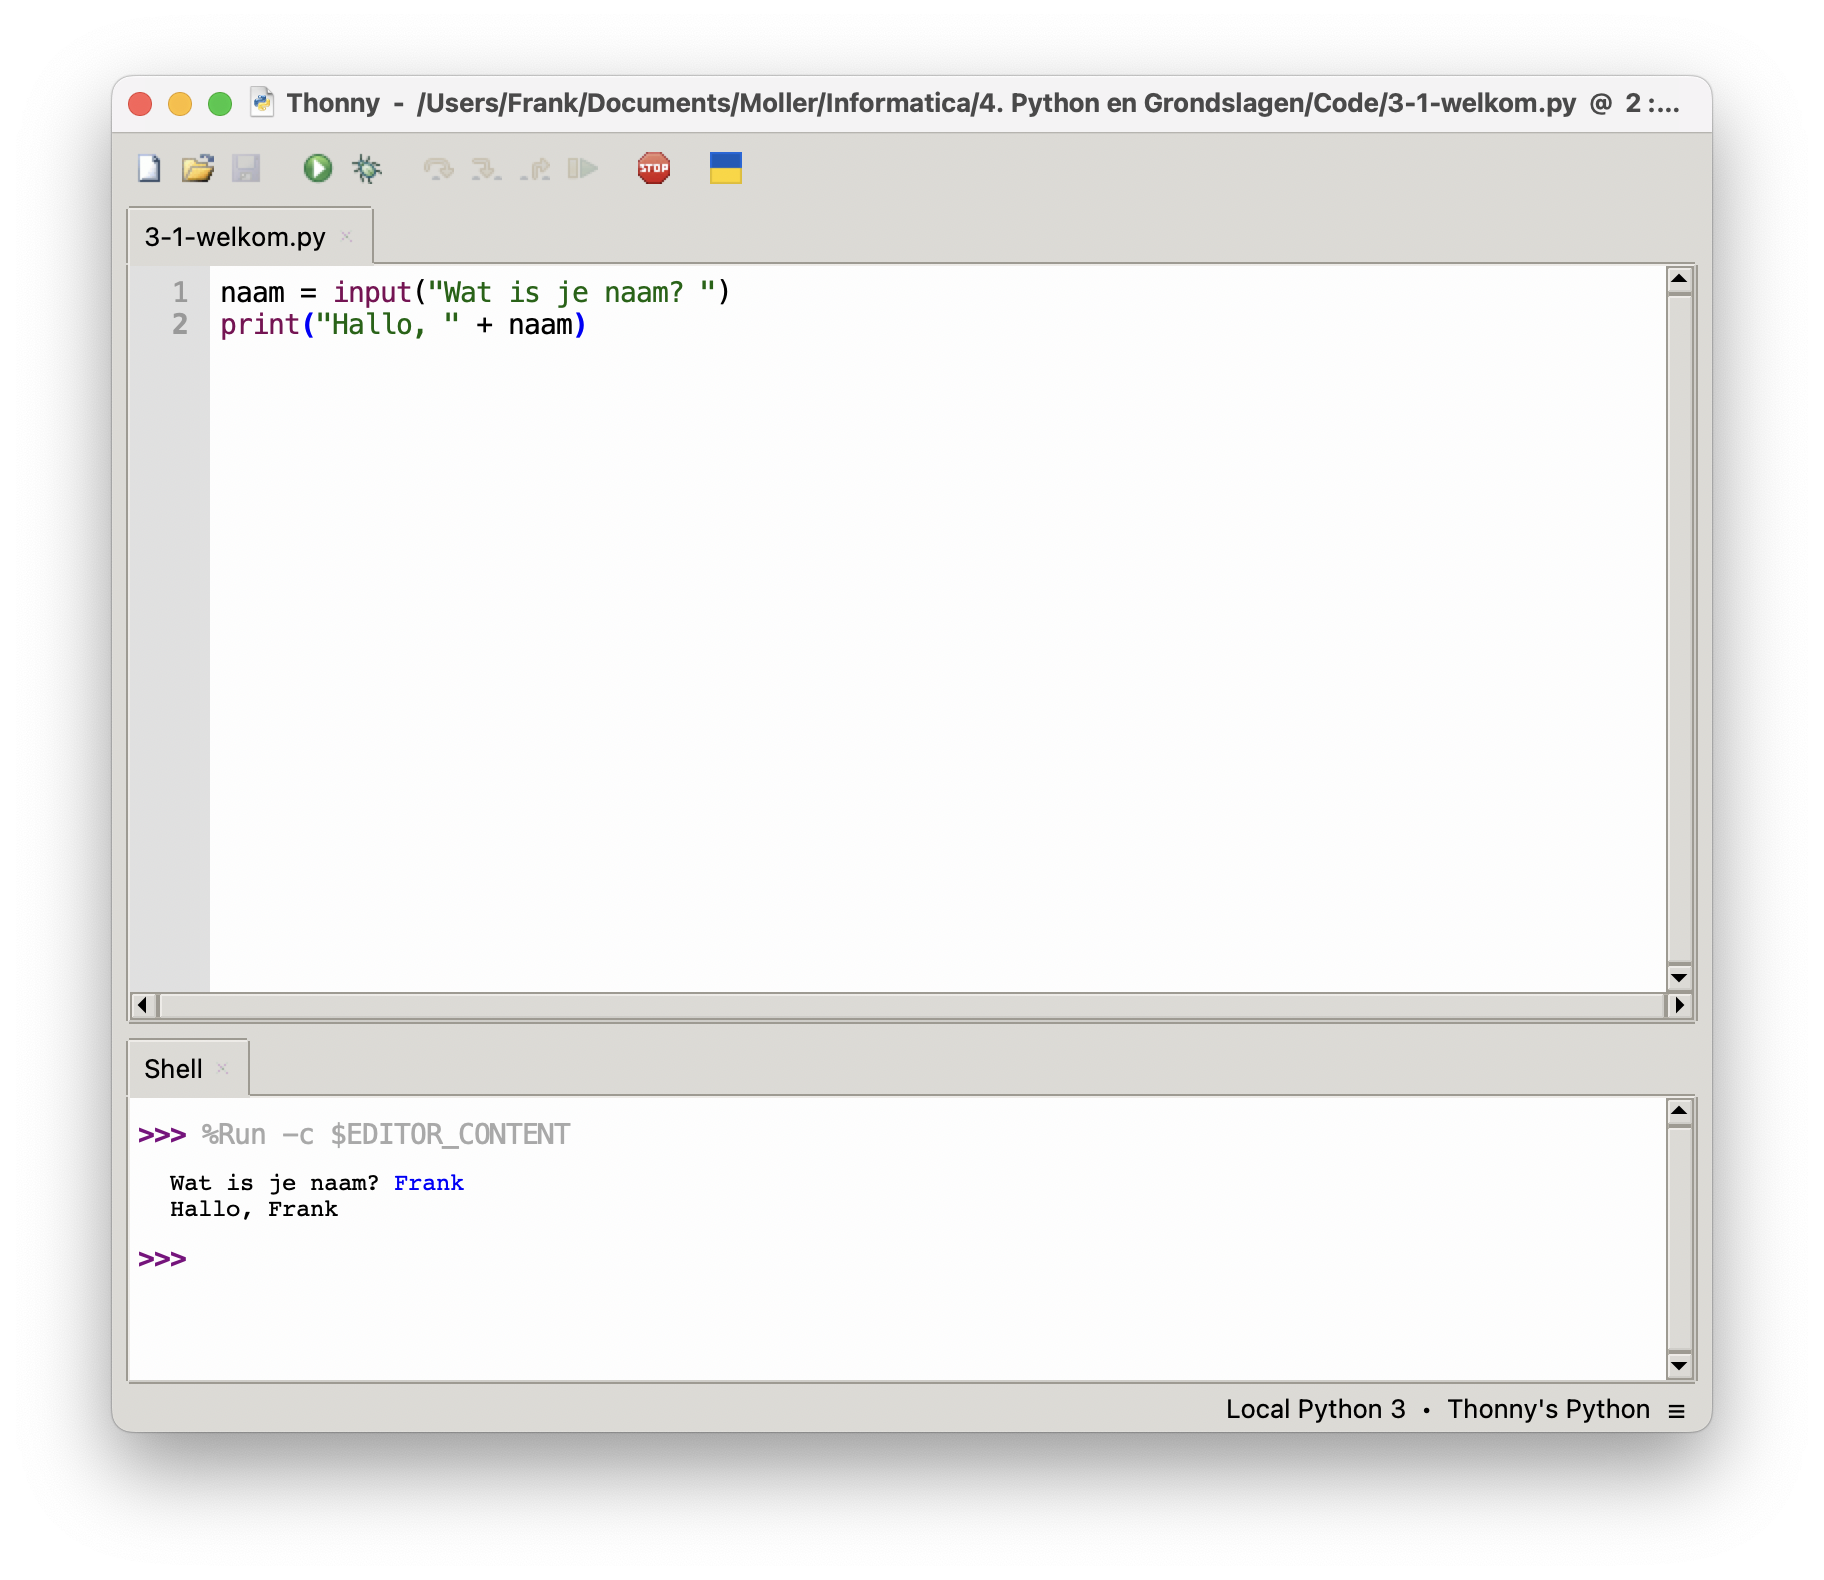 Thonny - /Users/Frank/Documents/Moller/Informatica/4. Python en Grondslagen/Code/3-1-welkom.py @ 2 :...
STOP
3-1-welkom.py
1 naam = input("Wat is je naam? ")
2 print("Hallo, " + naam)
Shell
>>> %Run -c $EDITOR_CONTENT
Wat is je naam? Frank
Hallo, Frank
>>>
Local Python 3 • Thonny's Python ≡